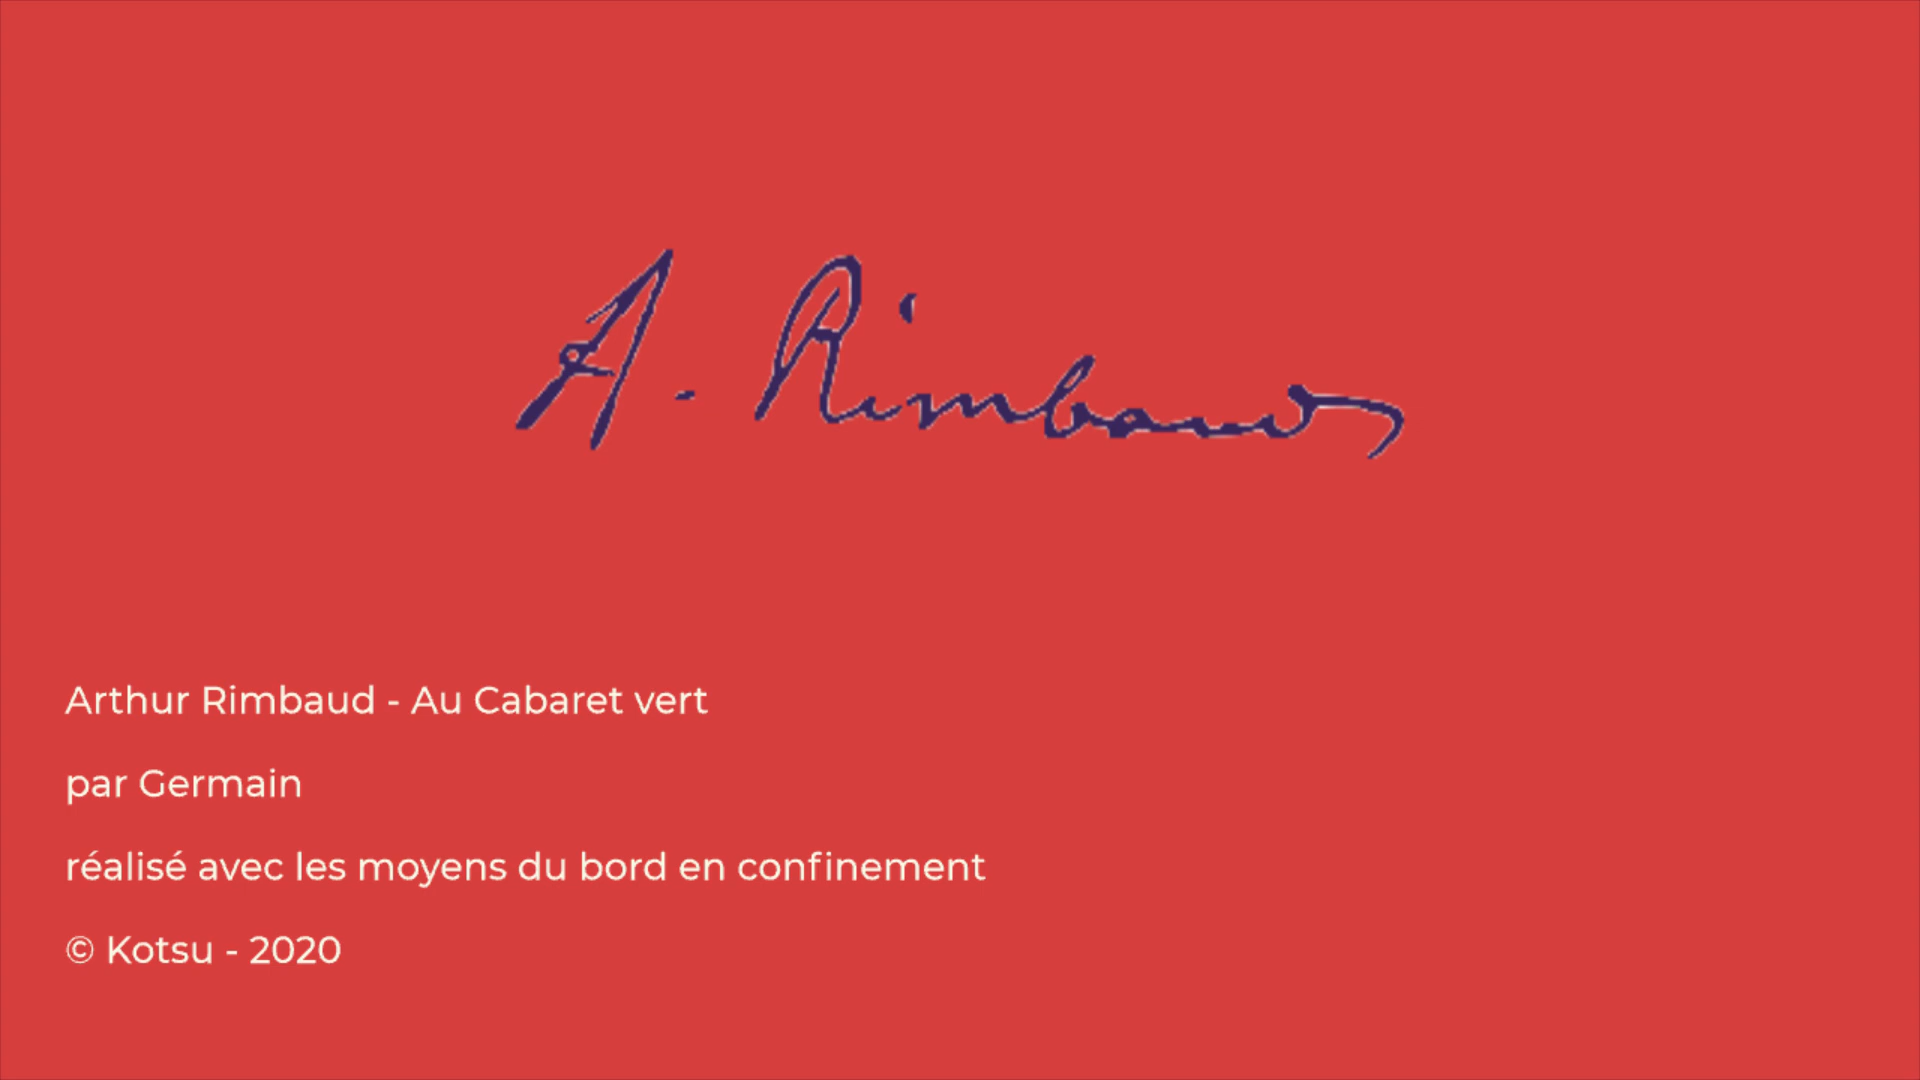 A. Rimbaud
Arthur Rimbaud - Au Cabaret vert
par Germain
réalisé avec les moyens du bord en confinement
© Kotsu - 2020